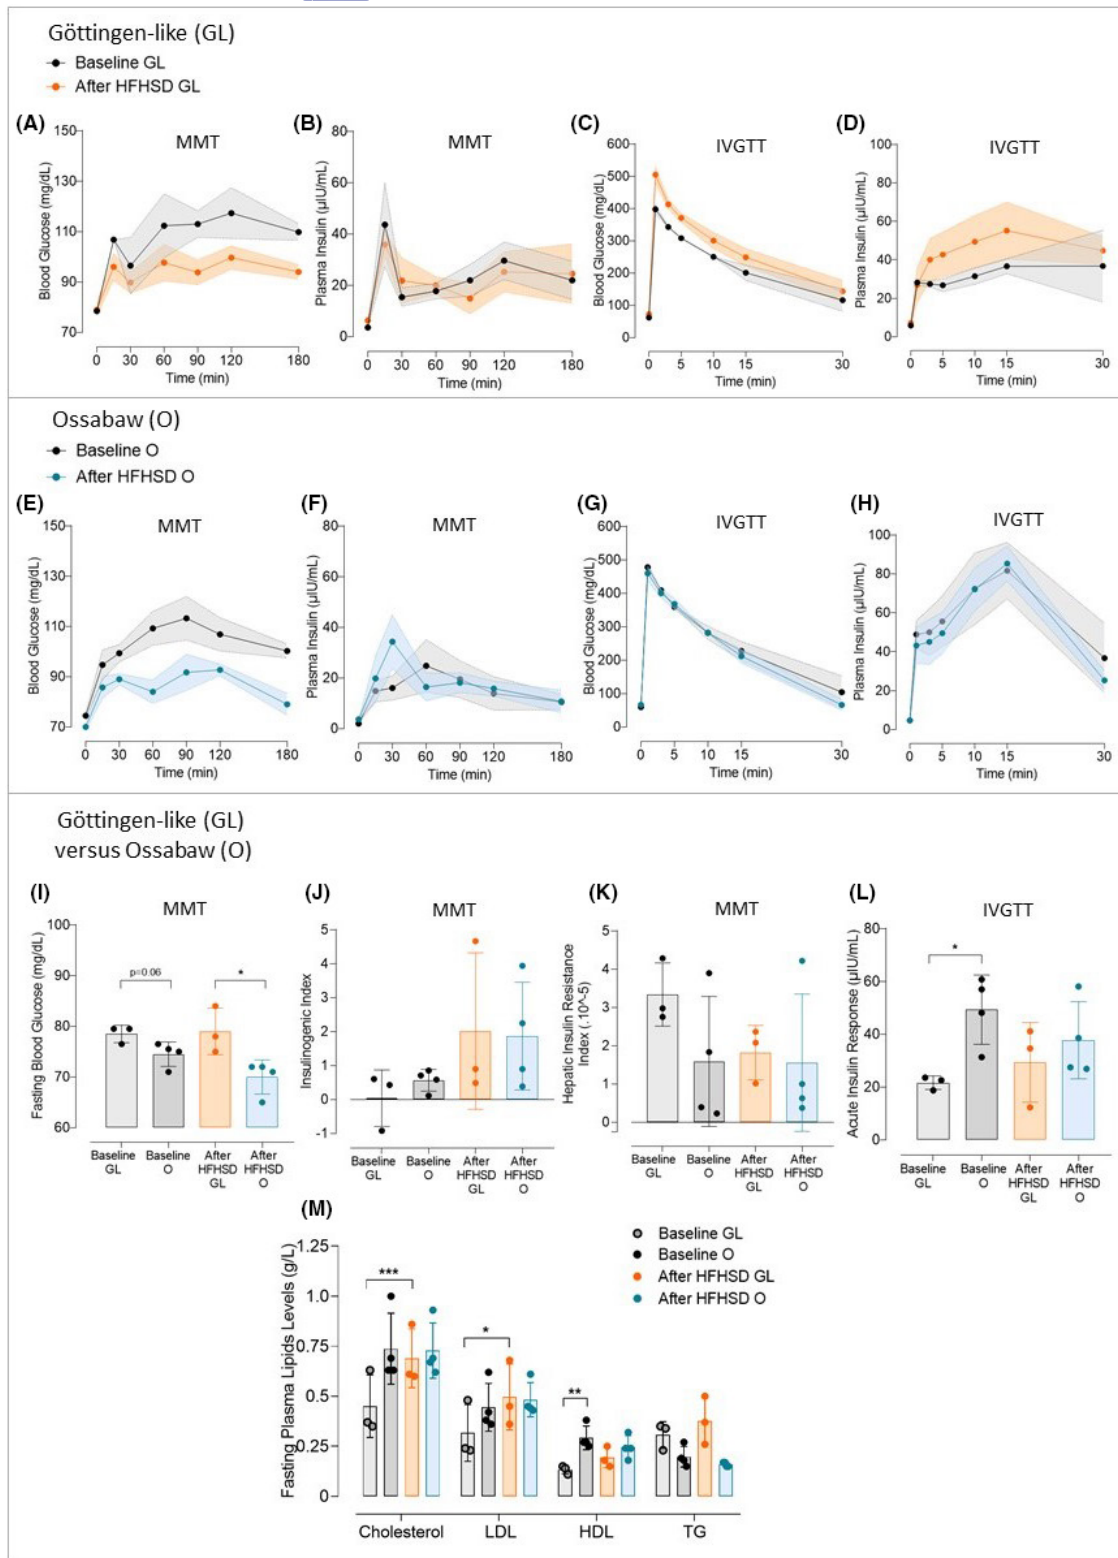 Göttingen-like (GL)
Baseline GL
After HFHSD GL
(A)
MMT
Blood Glucose (mg/dL)
150
130
110
90
70
0 30 60 90 120 180
Time (min)
(B)
MMT
Plasma Insulin (µIU/mL)
80
60
40
20
0
0 30 60 90 120 180
Time (min)
(C)
IVGTT
Blood Glucose (mg/dL)
600
500
400
300
200
100
0
0 5 10 15 30
Time (min)
(D)
IVGTT
Plasma Insulin (µIU/mL)
100
80
60
40
20
0
0 5 10 15 30
Time (min)
Ossabaw (O)
Baseline O
After HFHSD O
(E)
MMT
Blood Glucose (mg/dL)
150
130
110
90
70
0 30 60 90 120 180
Time (min)
(F)
MMT
Plasma Insulin (µIU/mL)
80
60
40
20
0
0 30 60 90 120 180
Time (min)
(G)
IVGTT
Blood Glucose (mg/dL)
600
500
400
300
200
100
0
0 5 10 15 30
Time (min)
(H)
IVGTT
Plasma Insulin (µIU/mL)
100
80
60
40
20
0
0 5 10 15 30
Time (min)
Göttingen-like (GL)
versus Ossabaw (O)
(I)
MMT
Fasting Blood Glucose (mg/dL)
100
90
80
70
60
p=0.06
*
Baseline GL
Baseline O
After HFHSD GL
After HFHSD O
(J)
MMT
Insulinogenic Index
5
4
3
2
1
0
-1
Baseline GL
Baseline O
After HFHSD GL
After HFHSD O
(K)
MMT
Hepatic Insulin Resistance
Index (.10^-5)
5
4
3
2
1
0
Baseline GL
Baseline O
After HFHSD GL
After HFHSD O
(L)
IVGTT
Acute Insulin Response (µIU/mL)
80
60
40
20
0
*
Baseline GL
Baseline O
After HFHSD GL
After HFHSD O
(M)
Fasting Plasma Lipids Levels (g/L)
1.25
1.0
0.75
0.5
0.25
0
***
*
**
Baseline GL
Baseline O
After HFHSD GL
After HFHSD O
Cholesterol LDL HDL TG